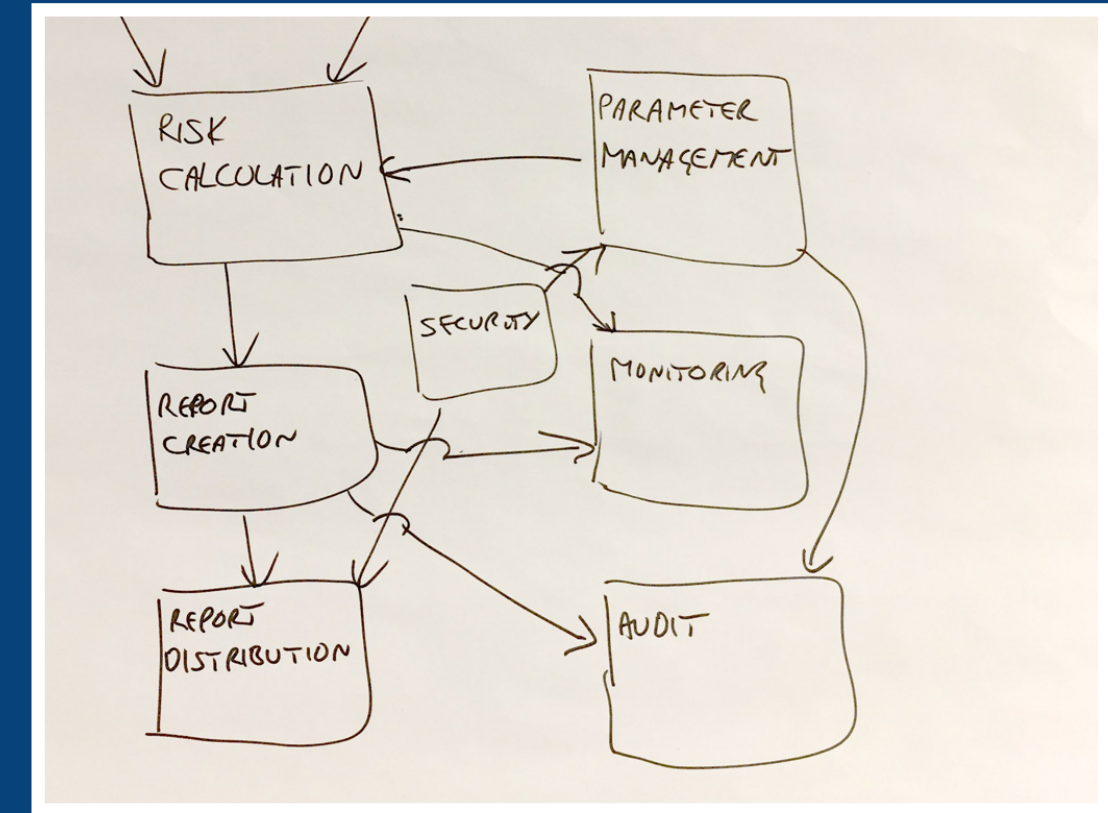 RISK
CALCULATION
PARAMETER
MANAGEMENT
SECURITY
MONITORING
REPORT
CREATION
REPORT
DISTRIBUTION
AUDIT